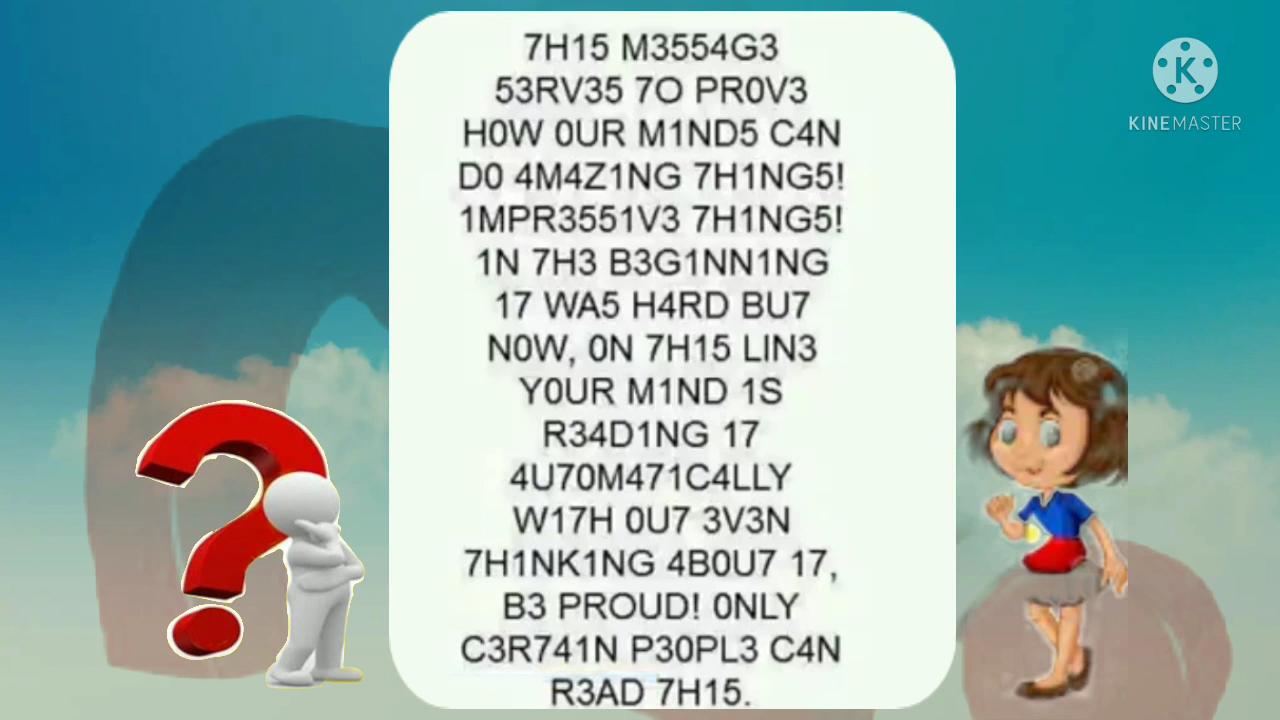 7H15 M3554G3
53RV35 7O PR0V3
H0W 0UR M1ND5 C4N
D0 4M4Z1NG 7H1NG5!
1MPR3551V3 7H1NG5!
1N 7H3 B3G1NN1NG
17 WA5 H4RD BU7
N0W, 0N 7H15 LIN3
Y0UR M1ND 1S
R34D1NG 17
4U70M471C4LLY
W17H 0U7 3V3N
7H1NK1NG 4B0U7 17,
B3 PROUD! 0NLY
C3R741N P30PL3 C4N
R3AD 7H15.
K
KINEMASTER